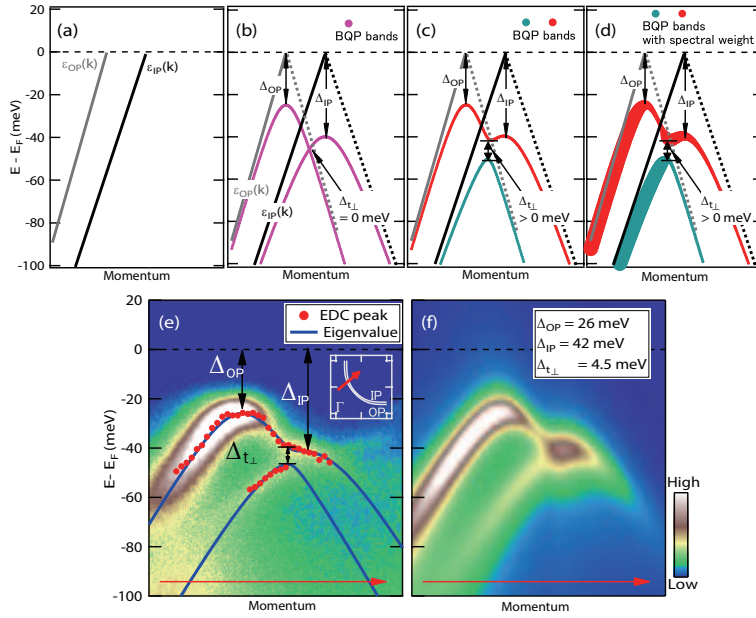 (a)
(b)
BQP bands
(c)
BQP bands
(d)
BQP bands
with spectral weight
E – E_F (meV)
20
0
-20
-40
-60
-80
-100
ε_OP(k)
ε_IP(k)
Δ_OP
Δ_IP
ε_OP(k)
ε_IP(k)
Δ_t⊥
= 0 meV
Δ_OP
Δ_IP
Δ_t⊥
> 0 meV
Δ_OP
Δ_IP
Δ_t⊥
> 0 meV
Momentum
Momentum
Momentum
Momentum
E– E_F (meV)
20
0
-20
-40
-60
-80
-100
(e)
EDC peak
Eigenvalue
Δ_OP
Δ_IP
Δ_t⊥
Γ
IP
OP
Momentum
(f)
Δ_OP = 26 meV
Δ_IP = 42 meV
Δ_t⊥ = 4.5 meV
High
Low
Momentum